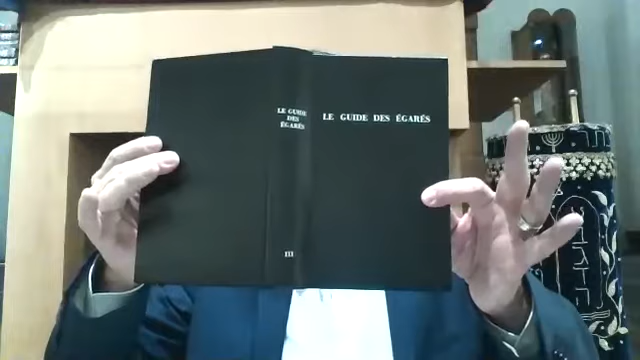 LE GUIDE
DES
ÉGARÉS
III
LE GUIDE DES ÉGARÉS